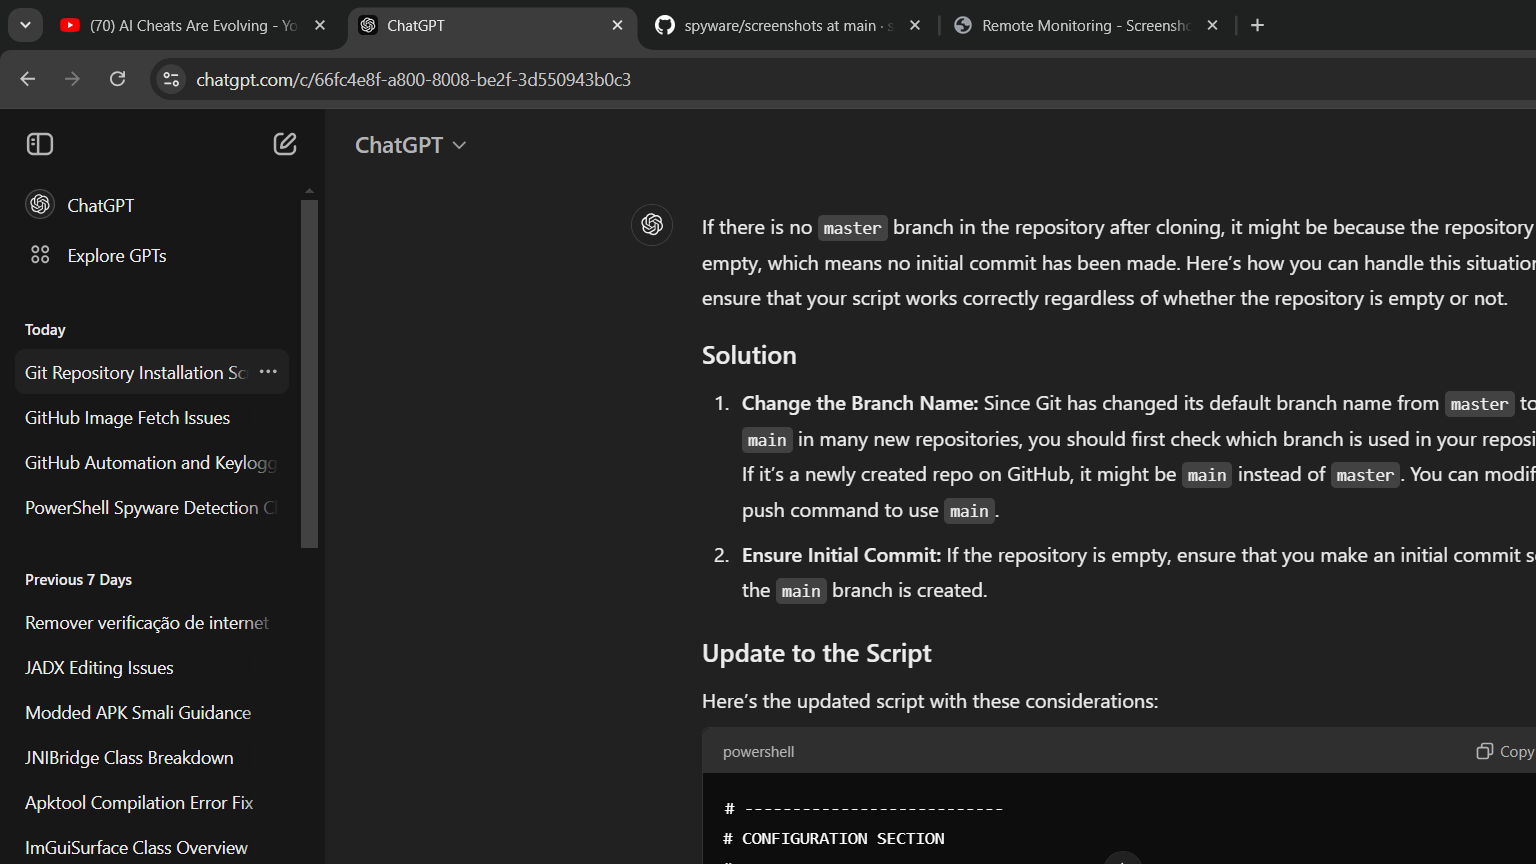 (70) AI Cheats Are Evolving - Yo
ChatGPT
spyware/screenshots at main · s
Remote Monitoring - Screensho
chatgpt.com/c/66fc4e8f-a800-8008-be2f-3d550943b0c3
ChatGPT
ChatGPT
Explore GPTs
Today
Git Repository Installation Scr
GitHub Image Fetch Issues
GitHub Automation and Keylogg
PowerShell Spyware Detection Cl
Previous 7 Days
Remover verificação de internet
JADX Editing Issues
Modded APK Smali Guidance
JNIBridge Class Breakdown
Apktool Compilation Error Fix
ImGuiSurface Class Overview
If there is no master branch in the repository after cloning, it might be because the repository
empty, which means no initial commit has been made. Here’s how you can handle this situation
ensure that your script works correctly regardless of whether the repository is empty or not.
Solution
1. Change the Branch Name: Since Git has changed its default branch name from master to
main in many new repositories, you should first check which branch is used in your reposi
If it’s a newly created repo on GitHub, it might be main instead of master. You can modif
push command to use main.
2. Ensure Initial Commit: If the repository is empty, ensure that you make an initial commit s
the main branch is created.
Update to the Script
Here’s the updated script with these considerations:
powershell
Copy
# ---------------------------
# CONFIGURATION SECTION